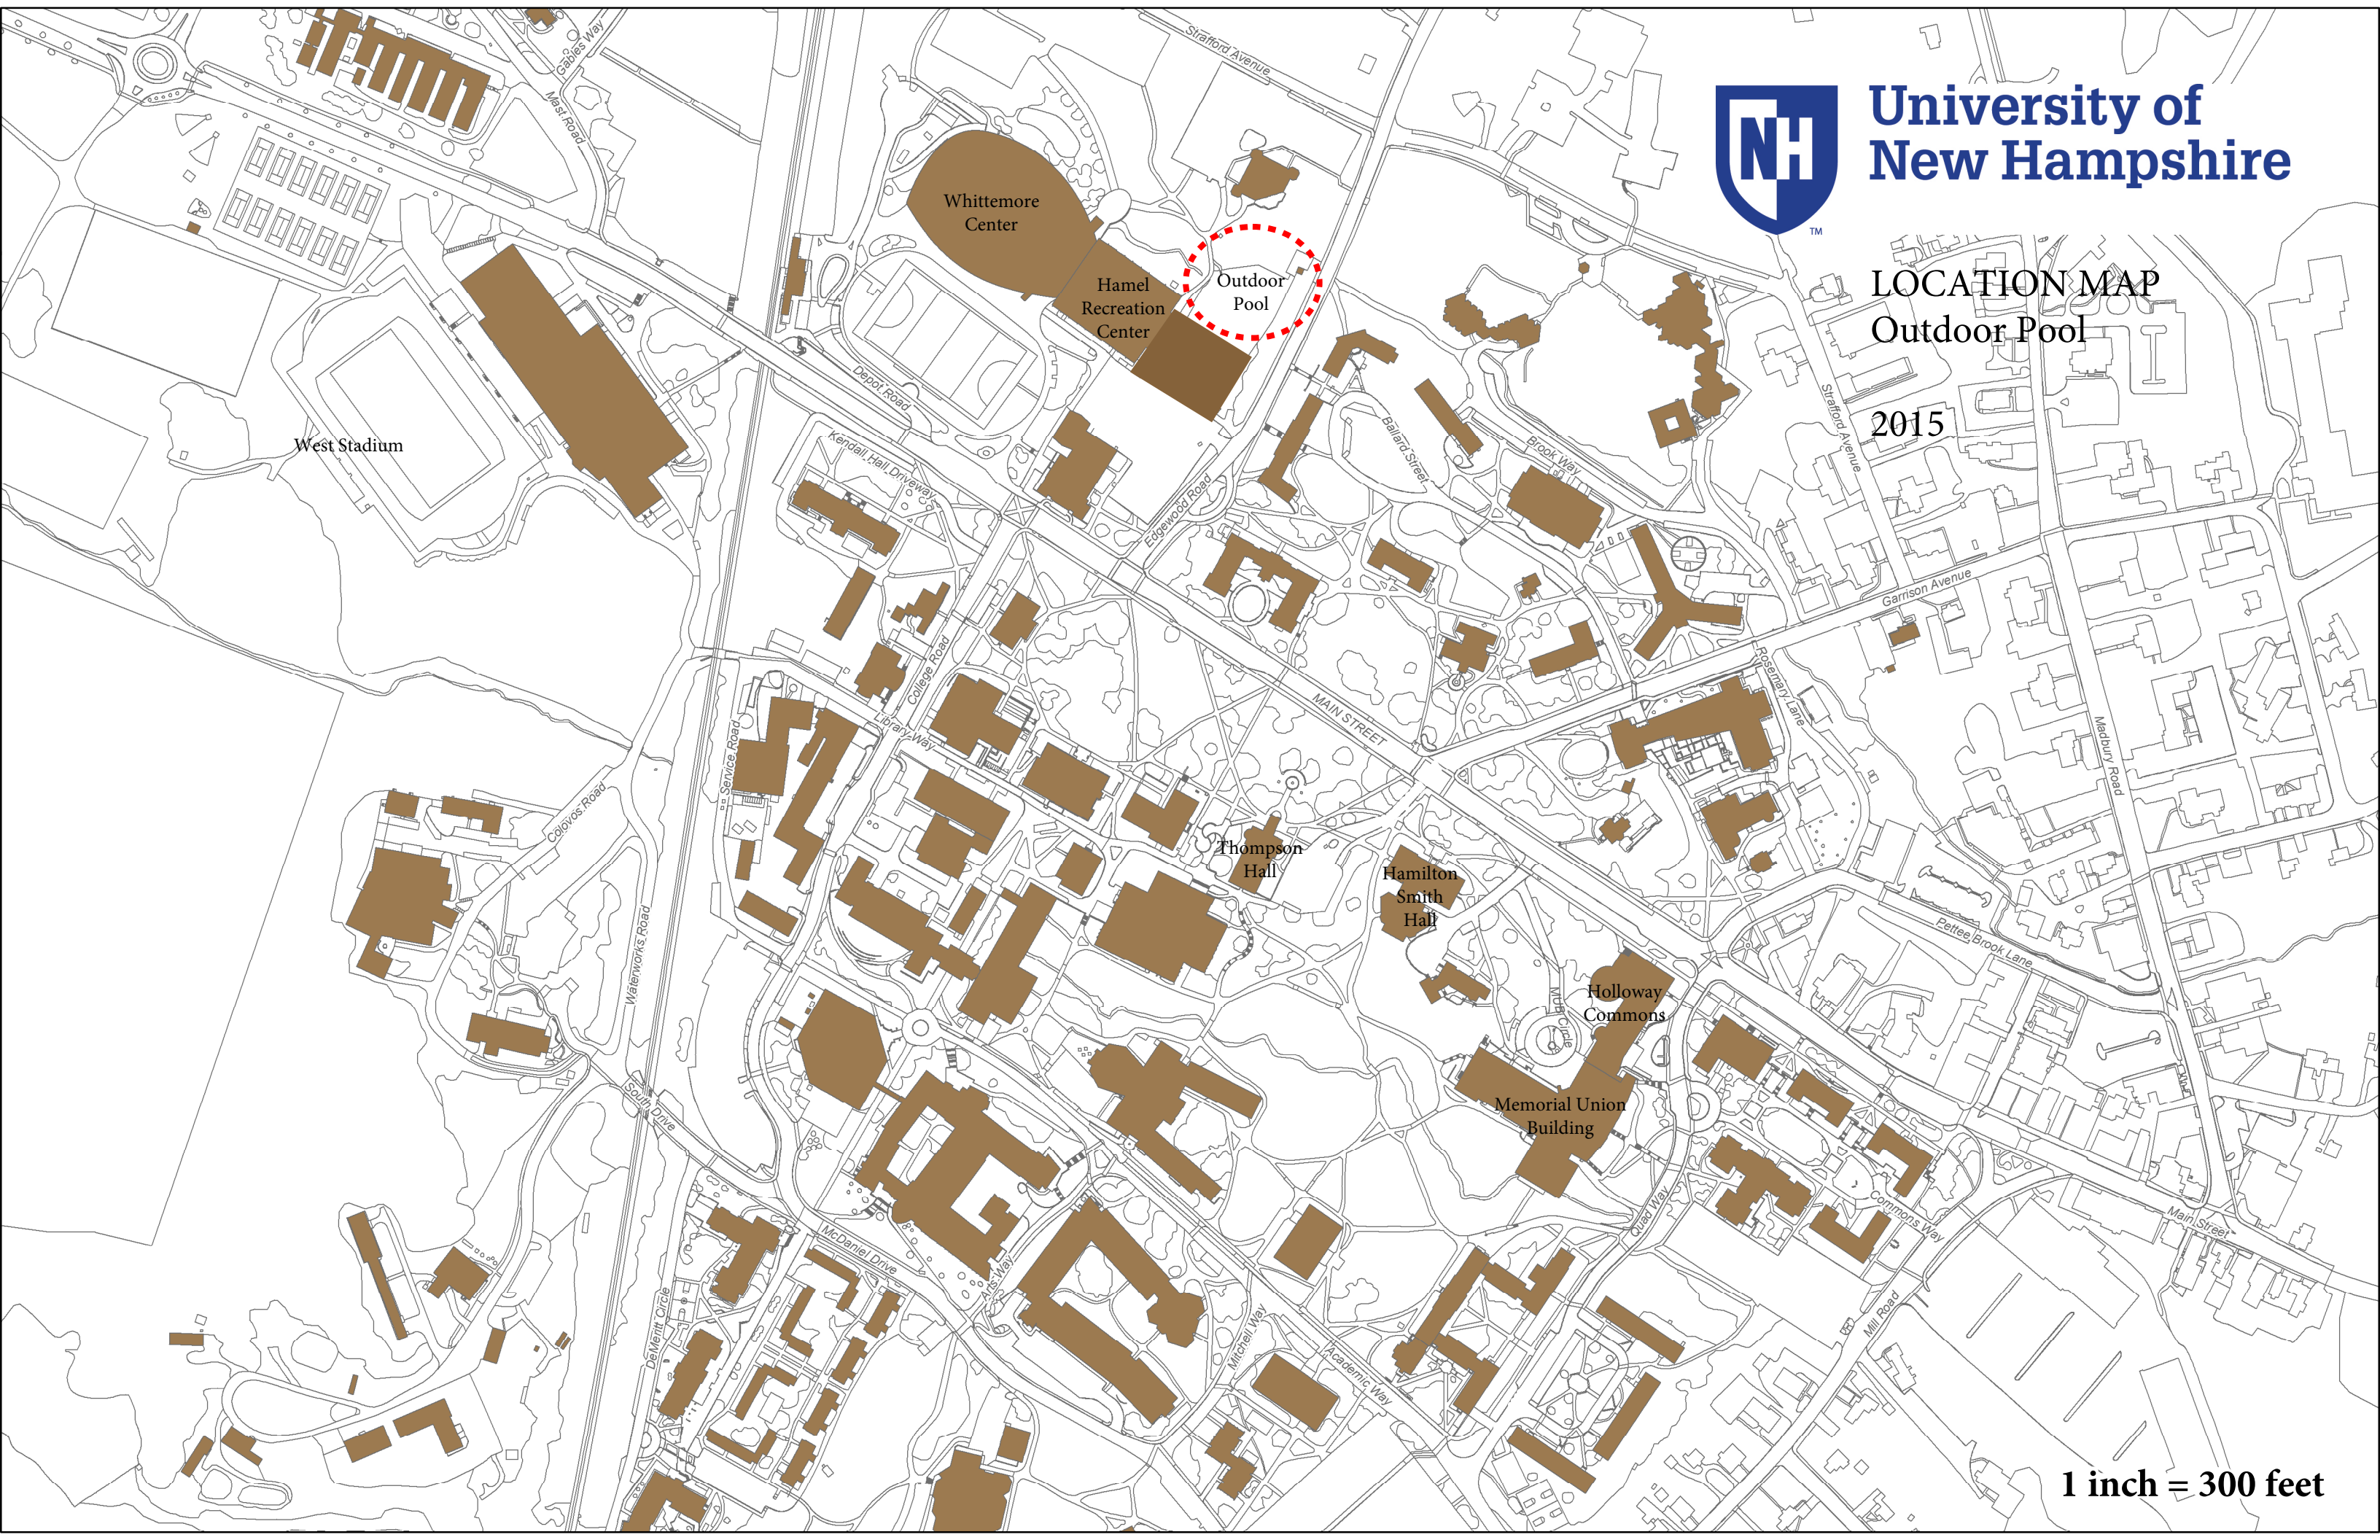 University of
New Hampshire
NH
TM
LOCATION MAP
Outdoor Pool
2015
Strafford Avenue
Gables Way
Mast Road
Whittemore
Center
Hamel
Recreation
Center
Outdoor
Pool
West Stadium
Depot Road
Kendall Hall Driveway
Edgewood Road
Ballard Street
Brook Way
Strafford Avenue
Garrison Avenue
College Road
Library Way
Service Road
MAIN STREET
Rosemary Lane
Madbury Road
Colovos Road
Thompson
Hall
Hamilton
Smith
Hall
Waterworks Road
Pettee Brook Lane
Holloway
Commons
MUB Circle
Memorial Union
Building
South Drive
McDaniel Drive
Arts Way
Quad Way
Commons Way
Main Street
DeMeritt Circle
Mitchell Way
Academic Way
Mill Road
1 inch = 300 feet